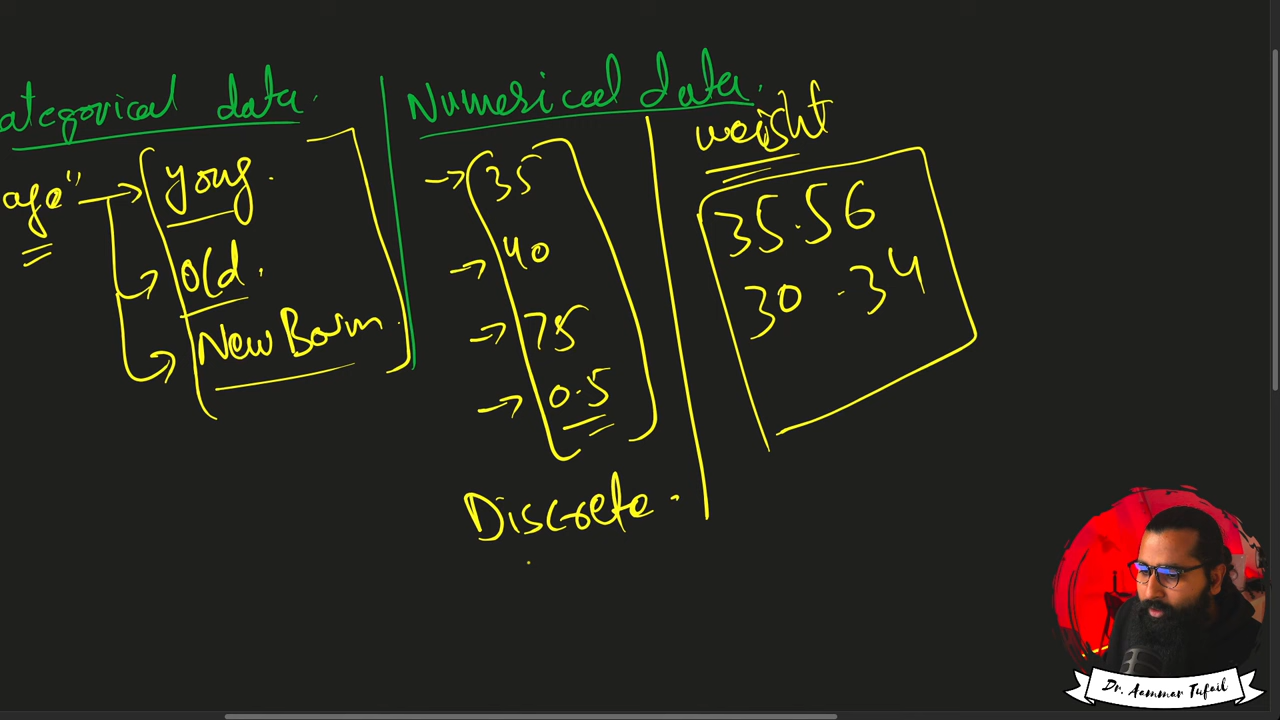 ategorical data.
age"
young.
old.
New Born.
Numerical data.
35
40
75
0.5
Discrete.
weight
35.56
30.34
Dr. Aammar Tufail